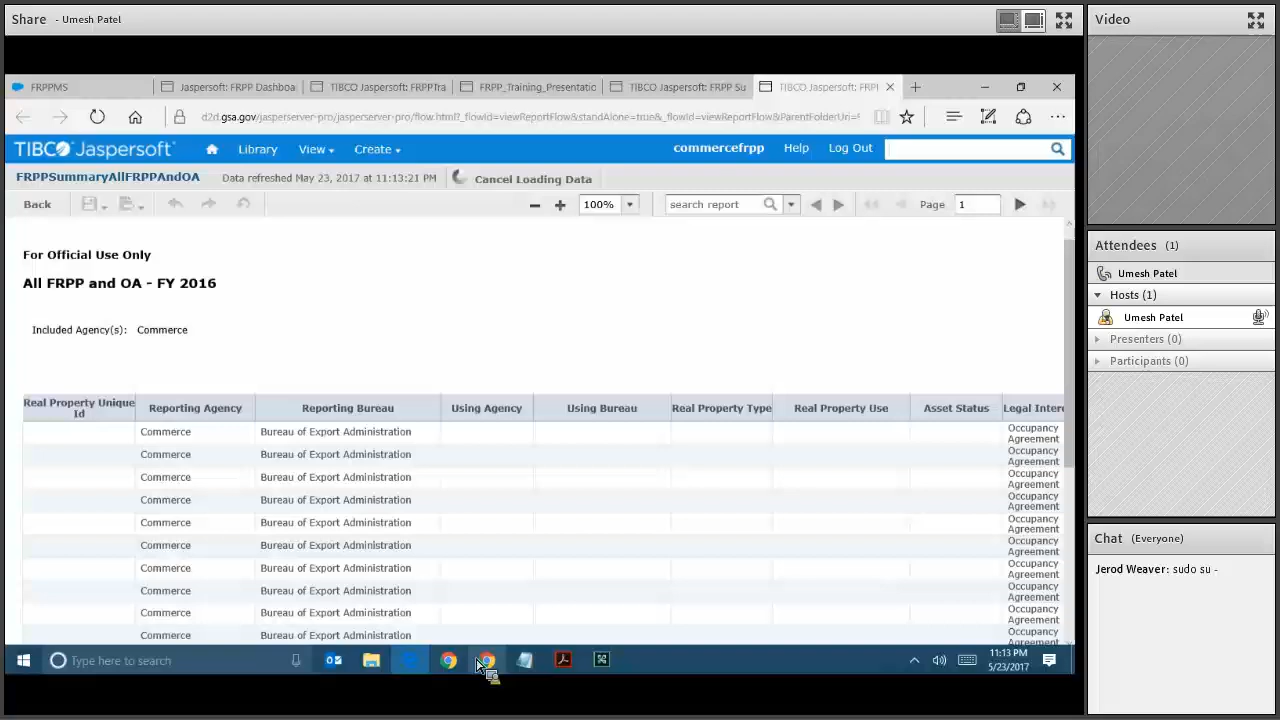 Share - Umesh Patel
Video
FRPPMS
Jaspersoft: FRPP Dashboa
TIBCO Jaspersoft: FRPPTra
FRPP_Training_Presentatic
TIBCO Jaspersoft: FRPP Su
TIBCO Jaspersoft: FRPI
d2d.gsa.gov/jasperserver-pro/jasperserver-pro/flow.html?_flowId=viewReportFlow&standAlone=true&_flowId=viewReportFlow&ParentFolderUri=
TIBCO Jaspersoft
Library View Create
commercefrpp Help Log Out
FRPPSummaryAllFRPPAndOA Data refreshed May 23, 2017 at 11:13:21 PM Cancel Loading Data
Back 100% search report Page 1
For Official Use Only
All FRPP and OA - FY 2016
Included Agency(s): Commerce
Real Property Unique Id Reporting Agency Reporting Bureau Using Agency Using Bureau Real Property Type Real Property Use Asset Status Legal Inter
Commerce Bureau of Export Administration Occupancy Agreement
Commerce Bureau of Export Administration Occupancy Agreement
Commerce Bureau of Export Administration Occupancy Agreement
Commerce Bureau of Export Administration Occupancy Agreement
Commerce Bureau of Export Administration Occupancy Agreement
Commerce Bureau of Export Administration Occupancy Agreement
Commerce Bureau of Export Administration Occupancy Agreement
Commerce Bureau of Export Administration Occupancy Agreement
Commerce Bureau of Export Administration Occupancy Agreement
Commerce Bureau of Export Administration Occupancy Agreement
Type here to search
11:13 PM
5/23/2017
Attendees (1)
Umesh Patel
Hosts (1)
Umesh Patel
Presenters (0)
Participants (0)
Chat (Everyone)
Jerod Weaver: sudo su -